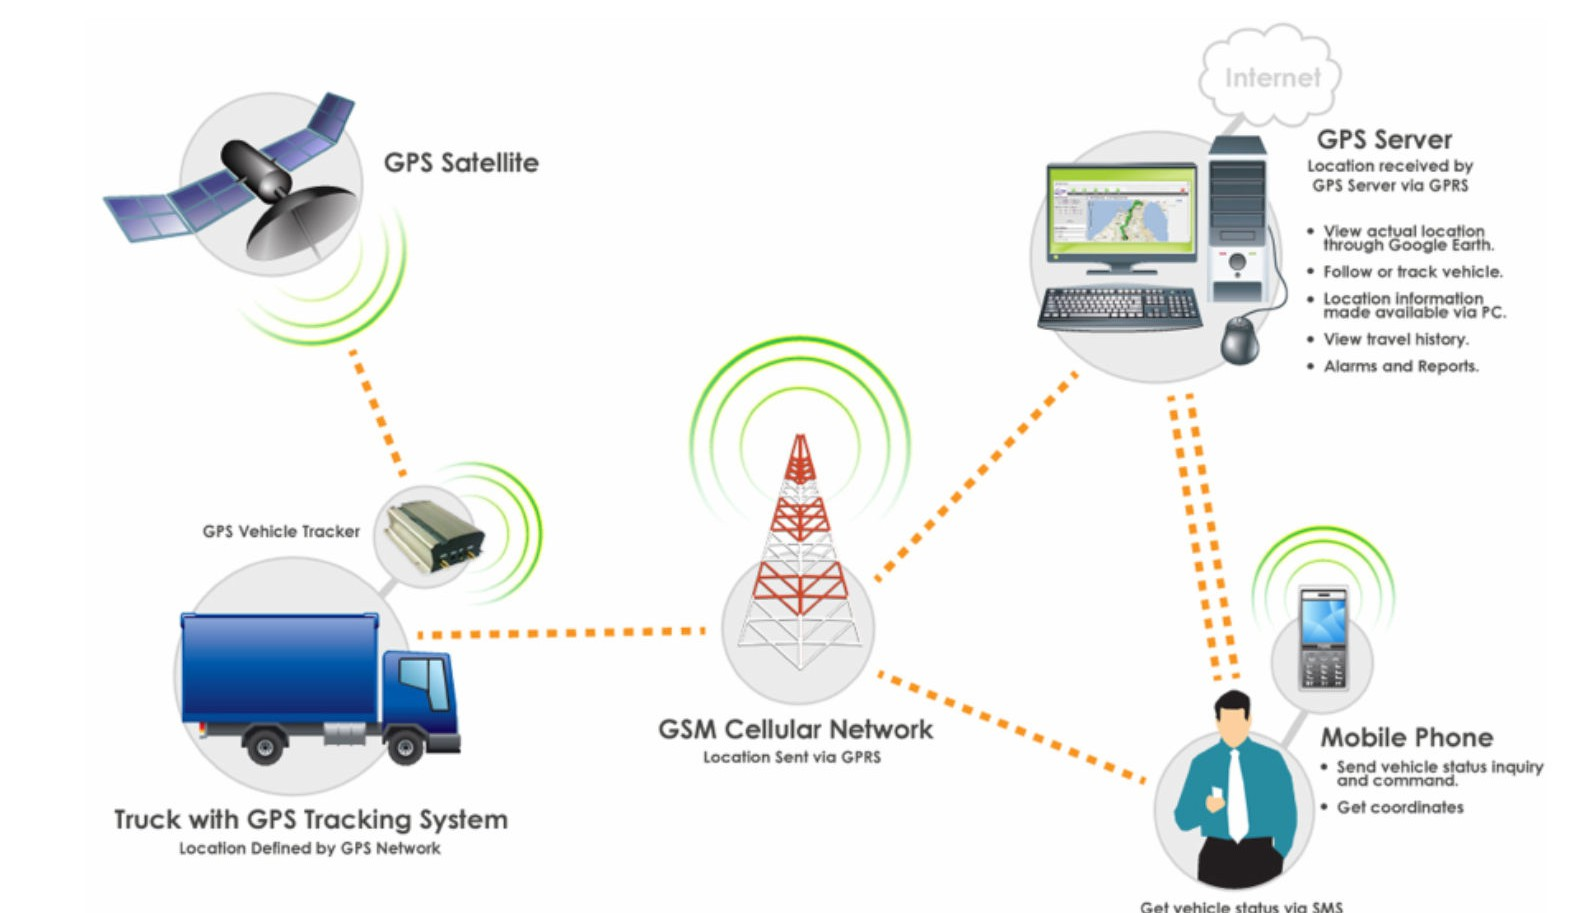 Internet
GPS Satellite
GPS Server
Location received by
GPS Server via GPRS
• View actual location
through Google Earth.
• Follow or track vehicle.
• Location information
made available via PC.
• View travel history.
• Alarms and Reports.
GPS Vehicle Tracker
GSM Cellular Network
Location Sent via GPRS
Mobile Phone
• Send vehicle status inquiry
and command.
• Get coordinates
Truck with GPS Tracking System
Location Defined by GPS Network
Get vehicle status via SMS